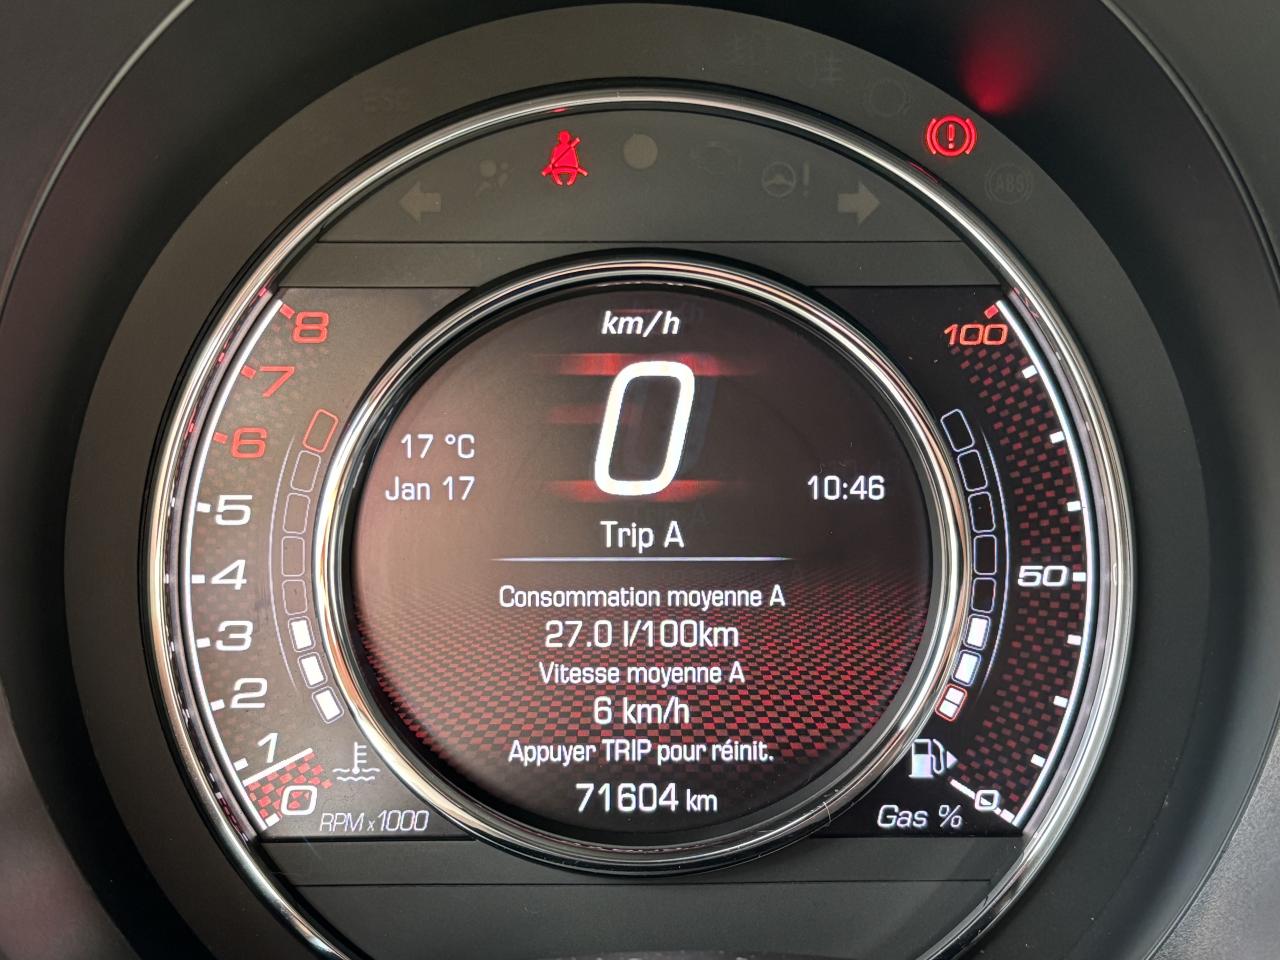 ESC
ABS
km/h
8
7
6
5
4
3
2
1
0
RPM x1000
0
17 °C
Jan 17
10:46
Trip A
Consommation moyenne A
27.0 l/100km
Vitesse moyenne A
6 km/h
Appuyer TRIP pour réinit.
71604 km
100
50
0
Gas %